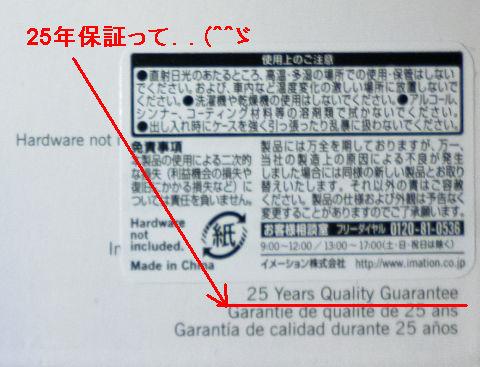 25年保証って．．(^^ゞ
使用上のご注意
●直射日光のあたるところ、高温・多湿の場所での使用・保管はしない
でください。および、車内など温度変化の激しい場所に放置しないで
ください。●洗濯機や乾燥機の使用はしないでください。●アルコール、
シンナー、コーティング材料等の溶剤類で拭かないでください。
●出し入れ時にケースを強く引っ張ったり乱暴に扱わないでください。
Hardware not i
免責事項
本製品の使用による二次的
な損失（利益機会の損失や
復旧にかかる損失など）に
ついては責任を負いません。
製品には万全を期しておりますが、万一、
当社の製造上の原因による不良が発生
しました場合には同様の新しい製品とお取り
替えいたします。それ以外の責はご容赦
ください。製品の仕様および外観は予告なく
変更することがありますのでご了承願います。
Hardware
not
included.
紙
Made in China
お客様相談室 フリーダイヤル 0120-81-0536
9:00〜12:00／13:00〜17:00(土・日・祝日は除く)
イメーション株式会社 http://www.imation.co.jp
25 Years Quality Guarantee
Garantie de qualité de 25 ans
Garantía de calidad durante 25 años